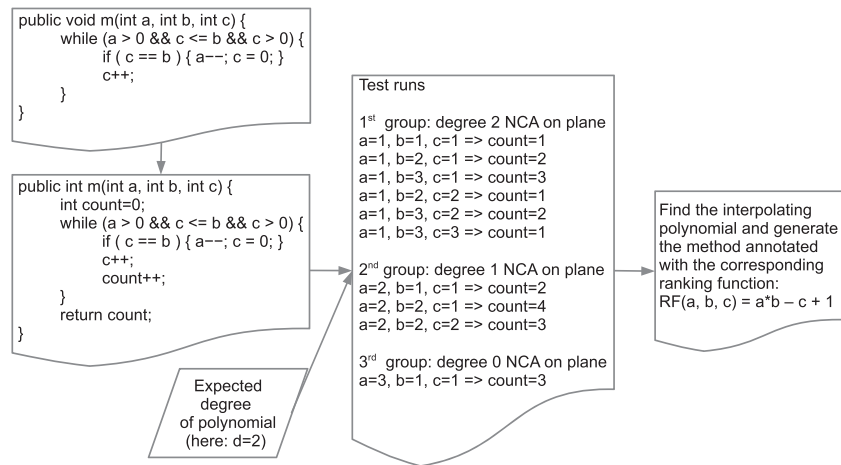 public void m(int a, int b, int c) {
while (a > 0 && c <= b && c > 0) {
if ( c == b ) { a−−; c = 0; }
c++;
}
}
public int m(int a, int b, int c) {
int count=0;
while (a > 0 && c <= b && c > 0) {
if ( c == b ) { a−−; c = 0; }
c++;
count++;
}
return count;
}
Expected
degree
of polynomial
(here: d=2)
Test runs
1st group: degree 2 NCA on plane
a=1, b=1, c=1 => count=1
a=1, b=2, c=1 => count=2
a=1, b=3, c=1 => count=3
a=1, b=2, c=2 => count=1
a=1, b=3, c=2 => count=2
a=1, b=3, c=3 => count=1
2nd group: degree 1 NCA on plane
a=2, b=1, c=1 => count=2
a=2, b=2, c=1 => count=4
a=2, b=2, c=2 => count=3
3rd group: degree 0 NCA on plane
a=3, b=1, c=1 => count=3
Find the interpolating
polynomial and generate
the method annotated
with the corresponding
ranking function:
RF(a, b, c) = a*b – c + 1